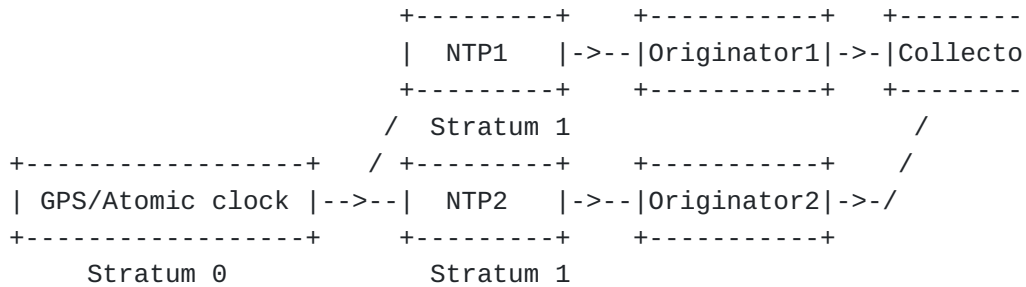 +---------+    +-----------+   +--------
                         |  NTP1   |->--|Originator1|->-|Collecto
                         +---------+    +-----------+   +--------
                        /  Stratum 1                      /
+------------------+   / +---------+    +-----------+    /
| GPS/Atomic clock |-->--|  NTP2   |->--|Originator2|->-/
+------------------+     +---------+    +-----------+
     Stratum 0             Stratum 1